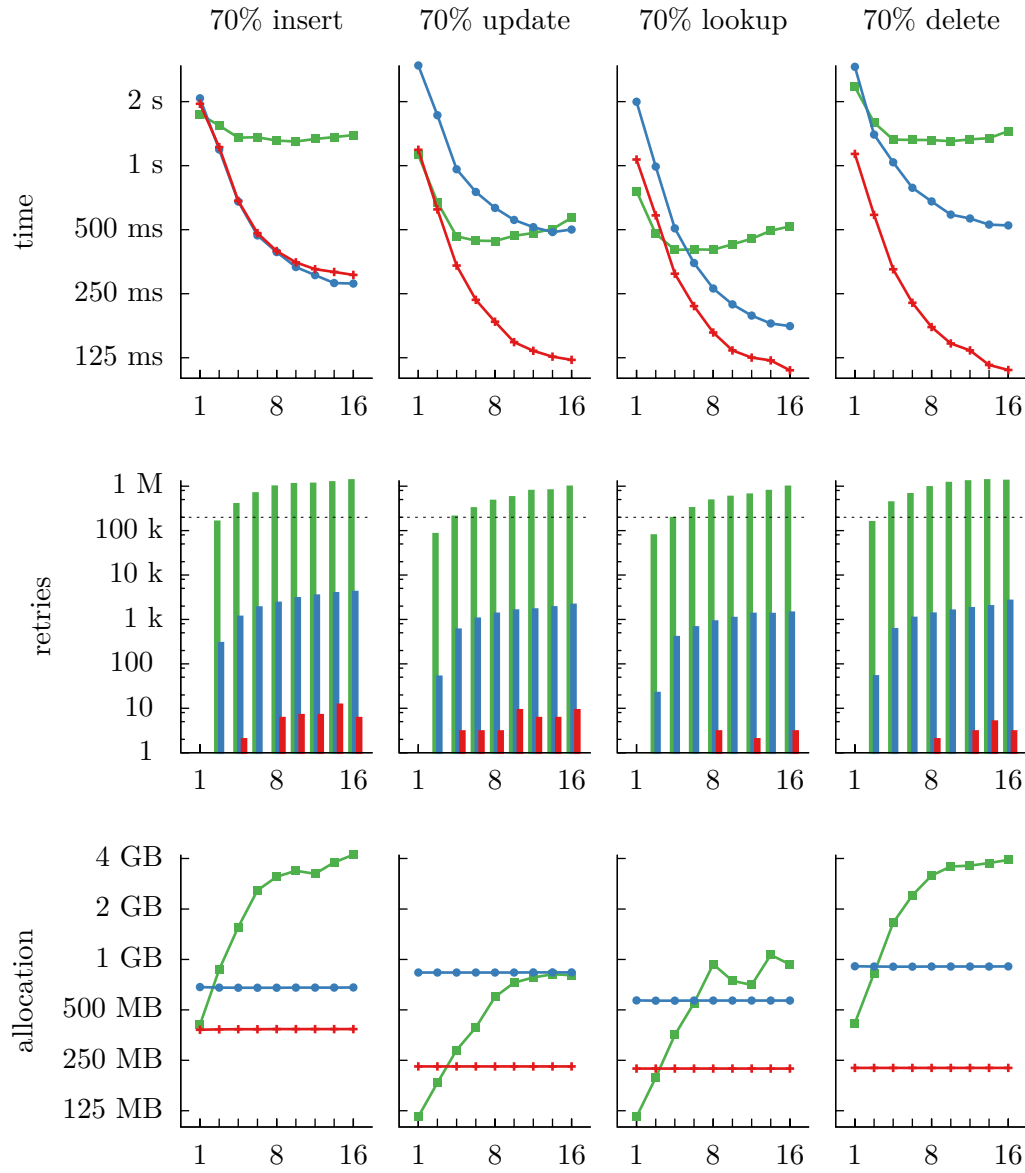 70% insert 70% update 70% lookup 70% delete
time
2 s
1 s
500 ms
250 ms
125 ms
1 8 16 1 8 16 1 8 16 1 8 16
retries
1 M
100 k
10 k
1 k
100
10
1
1 8 16 1 8 16 1 8 16 1 8 16
allocation
4 GB
2 GB
1 GB
500 MB
250 MB
125 MB
1 8 16 1 8 16 1 8 16 1 8 16